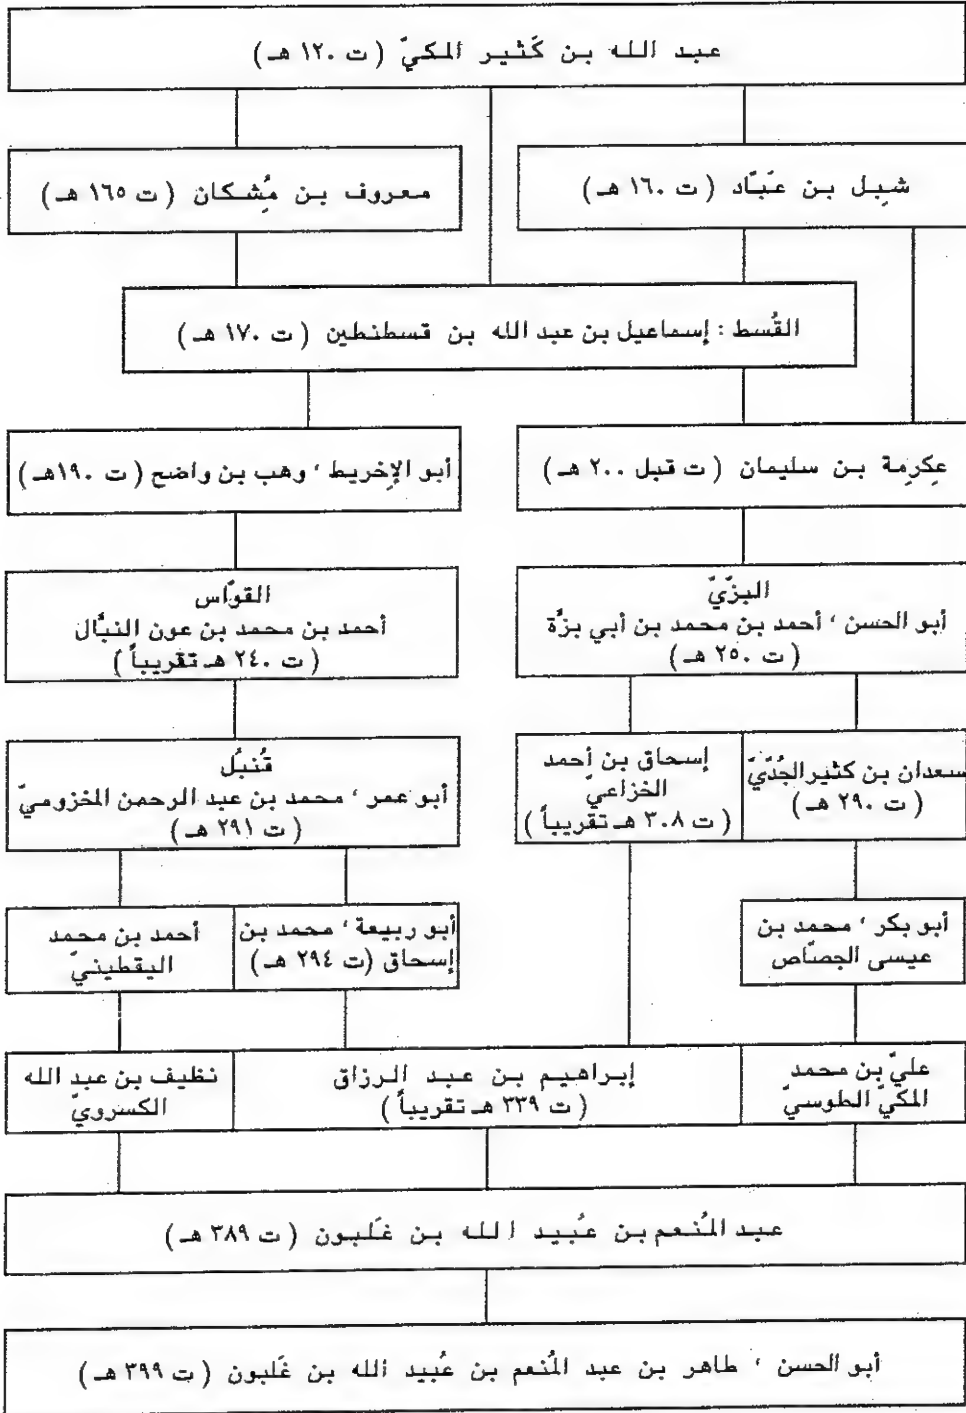 عبد الله بن كَثير المكيّ (ت ١٢٠ هـ)
شِبل بن عَبّاد (ت ١٦٠ هـ)
معروف بن مُِشكان (ت ١٦٥ هـ)
القُسط : إسماعيل بن عبد الله بن قسطنطين (ت ١٧٠ هـ)
عِكرِمة بن سليمان (ت قبل ٢٠٠ هـ)
أبو الإخريط ، وهب بن واضح (ت ١٩٠هـ)
البزّيّ
أبو الحسن ، أحمد بن محمد بن أبي بزّة
(ت ٢٥٠ هـ)
القوّاس
أحمد بن محمد بن عون النبّال
(ت ٢٤٠ هـ تقريباً)
سعدان بن كثير الجُدّيّ
(ت ٢٩٠ هـ)
إسحاق بن أحمد
الخزاعيّ
(ت ٣٠٨ هـ تقريباً)
قُنبُل
أبو عمر ، محمد بن عبد الرحمن المخزوميّ
(ت ٢٩١ هـ)
أبو بكر ، محمد بن
عيسى الجصّاص
أبو ربيعة ، محمد بن
إسحاق (ت ٢٩٤ هـ)
أحمد بن محمد
اليقطينيّ
عليّ بن محمد
المكيّ الطوسيّ
إبراهيم بن عبد الرزاق
(ت ٣٣٩ هـ تقريباً)
نظيف بن عبد الله
الكسرويّ
عبد المُنعم بن عُبيد الله بن غَلبون (ت ٣٨٩ هـ)
أبو الحسن ، طاهر بن عبد المُنعم بن عُبيد الله بن غَلبون (ت ٣٩٩ هـ)